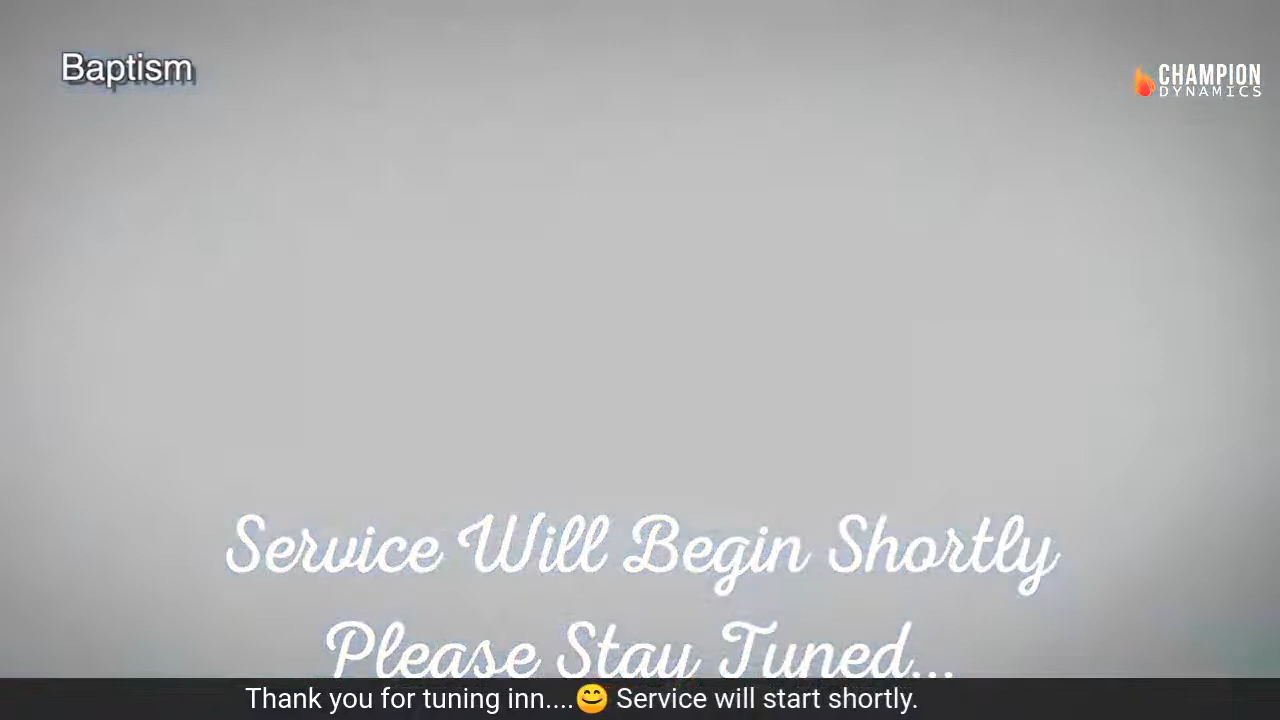 Baptism
CHAMPION
DYNAMICS
Service Will Begin Shortly
Please Stay Tuned...
Thank you for tuning inn....😊 Service will start shortly.